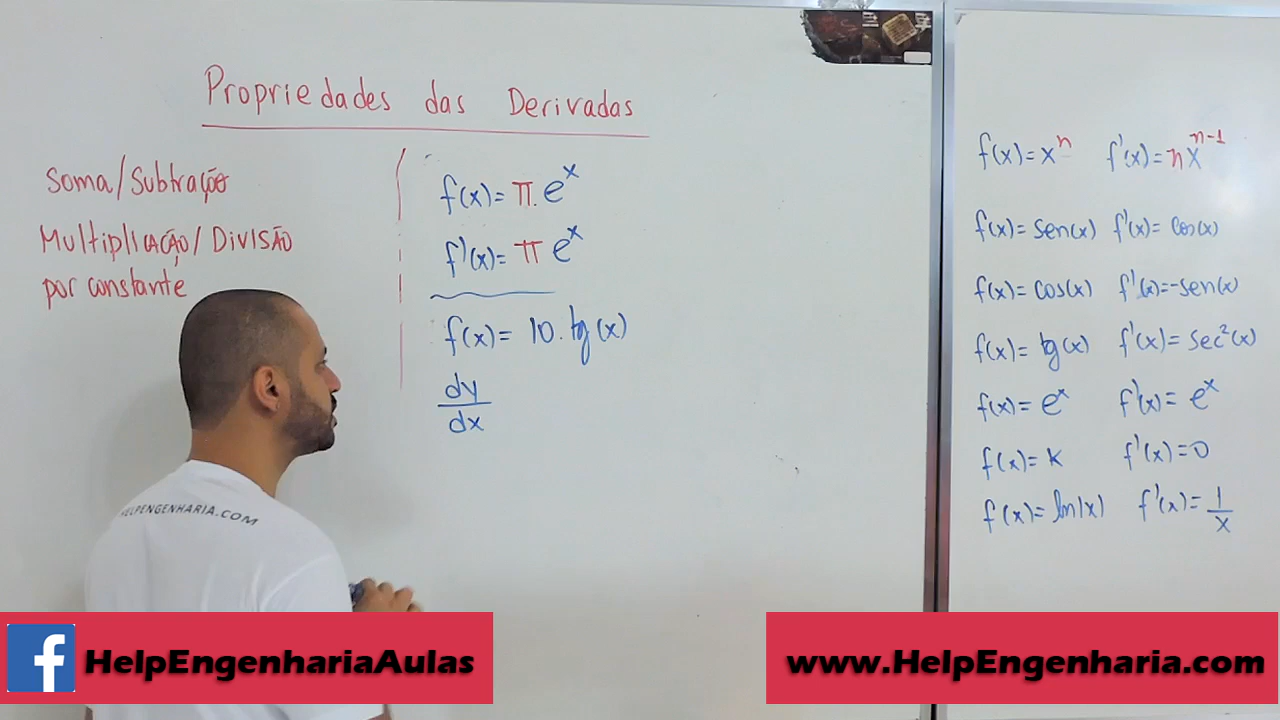 Propriedades das Derivadas
Soma/Subtração
Multiplicação/Divisão
por constante
f(x)= π.e^x
f'(x)= π e^x
f(x)= 10.tg(x)
dy
dx
f(x)=x^n f'(x)=nx^n-1
f(x)=sen(x) f'(x)=cos(x)
f(x)=cos(x) f'(x)=-sen(x)
f(x)=tg(x) f'(x)=sec²(x)
f(x)=e^x f'(x)=e^x
f(x)=k f'(x)=0
f(x)=ln(x) f'(x)=1/x
HELPENGENHARIA.COM
HelpEngenhariaAulas
www.HelpEngenharia.com